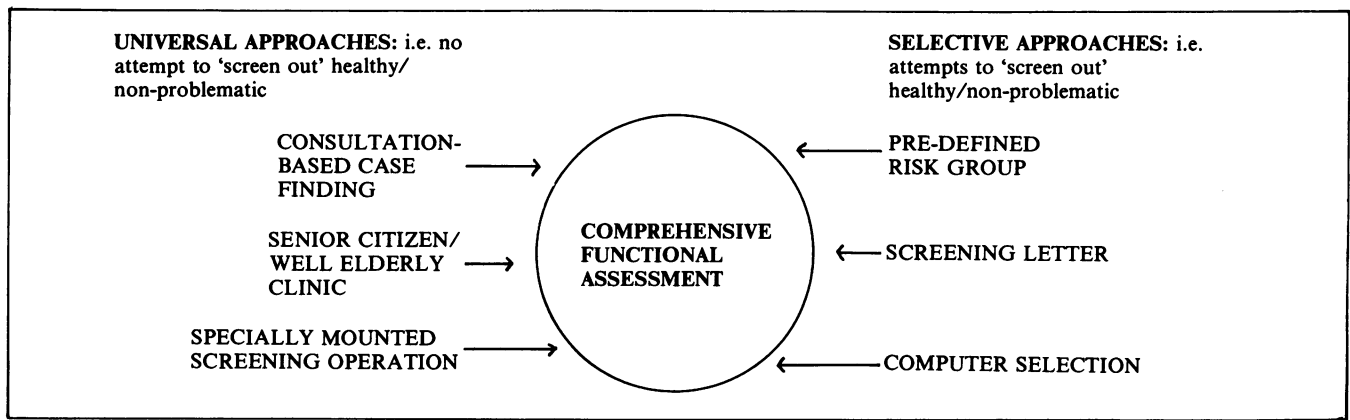 UNIVERSAL APPROACHES: i.e. no
attempt to ‘screen out’ healthy/
non-problematic
SELECTIVE APPROACHES: i.e.
attempts to ‘screen out’
healthy/non-problematic
CONSULTATION-
BASED CASE
FINDING
PRE-DEFINED
RISK GROUP
COMPREHENSIVE
FUNCTIONAL
ASSESSMENT
SENIOR CITIZEN/
WELL ELDERLY
CLINIC
SCREENING LETTER
SPECIALLY MOUNTED
SCREENING OPERATION
COMPUTER SELECTION